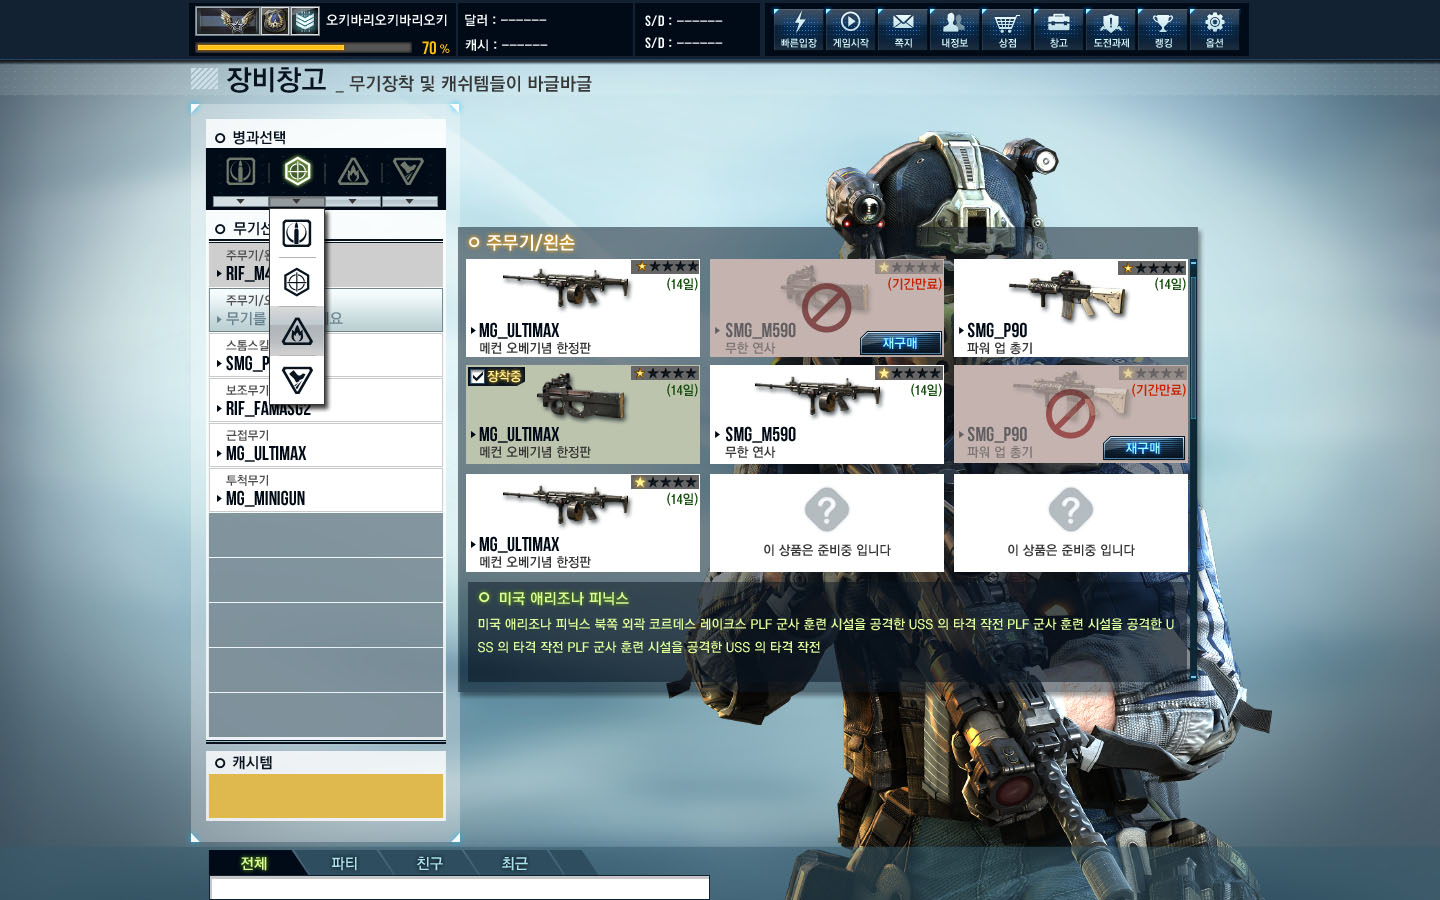 오키바리오키바리오키
70 %
달러 : ------
캐시 : ------
S/D : ------
S/D : ------
빠른입장
게임시작
쪽지
내정보
상점
창고
도전과제
랭킹
옵션
장비창고 _ 무기장착 및 캐쉬템들이 바글바글
병과선택
주무기/
RIF_M4
주무기/
무기를
스톰스킬
SMG_P
보조무기
RIF_FAMASG2
근접무기
MG_ULTIMAX
투척무기
MG_MINIGUN
캐시템
주무기/왼손
(14일)
MG_ULTIMAX
메컨 오베기념 한정판
(기간만료)
SMG_M590
무한 연사
재구매
(14일)
SMG_P90
파워 업 총기
장착중
(14일)
MG_ULTIMAX
메컨 오베기념 한정판
(14일)
SMG_M590
무한 연사
(기간만료)
SMG_P90
파워 업 총기
재구매
(14일)
MG_ULTIMAX
메컨 오베기념 한정판
이 상품은 준비중 입니다
이 상품은 준비중 입니다
미국 애리조나 피닉스
미국 애리조나 피닉스 북쪽 외곽 코르데스 레이크스 PLF 군사 훈련 시설을 공격한 USS 의 타격 작전 PLF 군사 훈련 시설을 공격한 U
SS 의 타격 작전 PLF 군사 훈련 시설을 공격한 USS 의 타격 작전
전체
파티
친구
최근